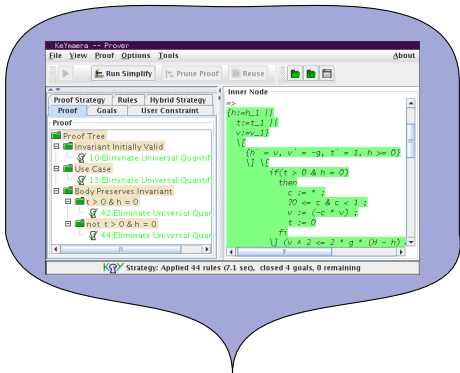 KeYmaera -- Prover
File View Proof Options Tools About
Run Simplify Prune Proof Reuse
Proof Strategy Rules Hybrid Strategy
Proof Goals User Constraint
Proof
Proof Tree
Invariant Initially Valid
10:Eliminate Universal Quantif
Use Case
13:Eliminate Universal Quantif
Body Preserves Invariant
t > 0 & h = 0
42:Eliminate Universal Quar
not t > 0 & h = 0
44:Eliminate Universal Quar
Inner Node
=>
{h:=h_1 ||
t:=t_1 ||
v:=v_1}
\[
{h' = v, v' = -g, t' = 1, h >= 0}
\] \[
if(t > 0 & h = 0)
then
c := * ;
?0 <= c & c < 1 ;
v := (-c * v) ;
t := 0
fi
\] (v ^ 2 <= 2 * g * (H - h)
KeY Strategy: Applied 44 rules (7.1 sec), closed 4 goals, 0 remaining